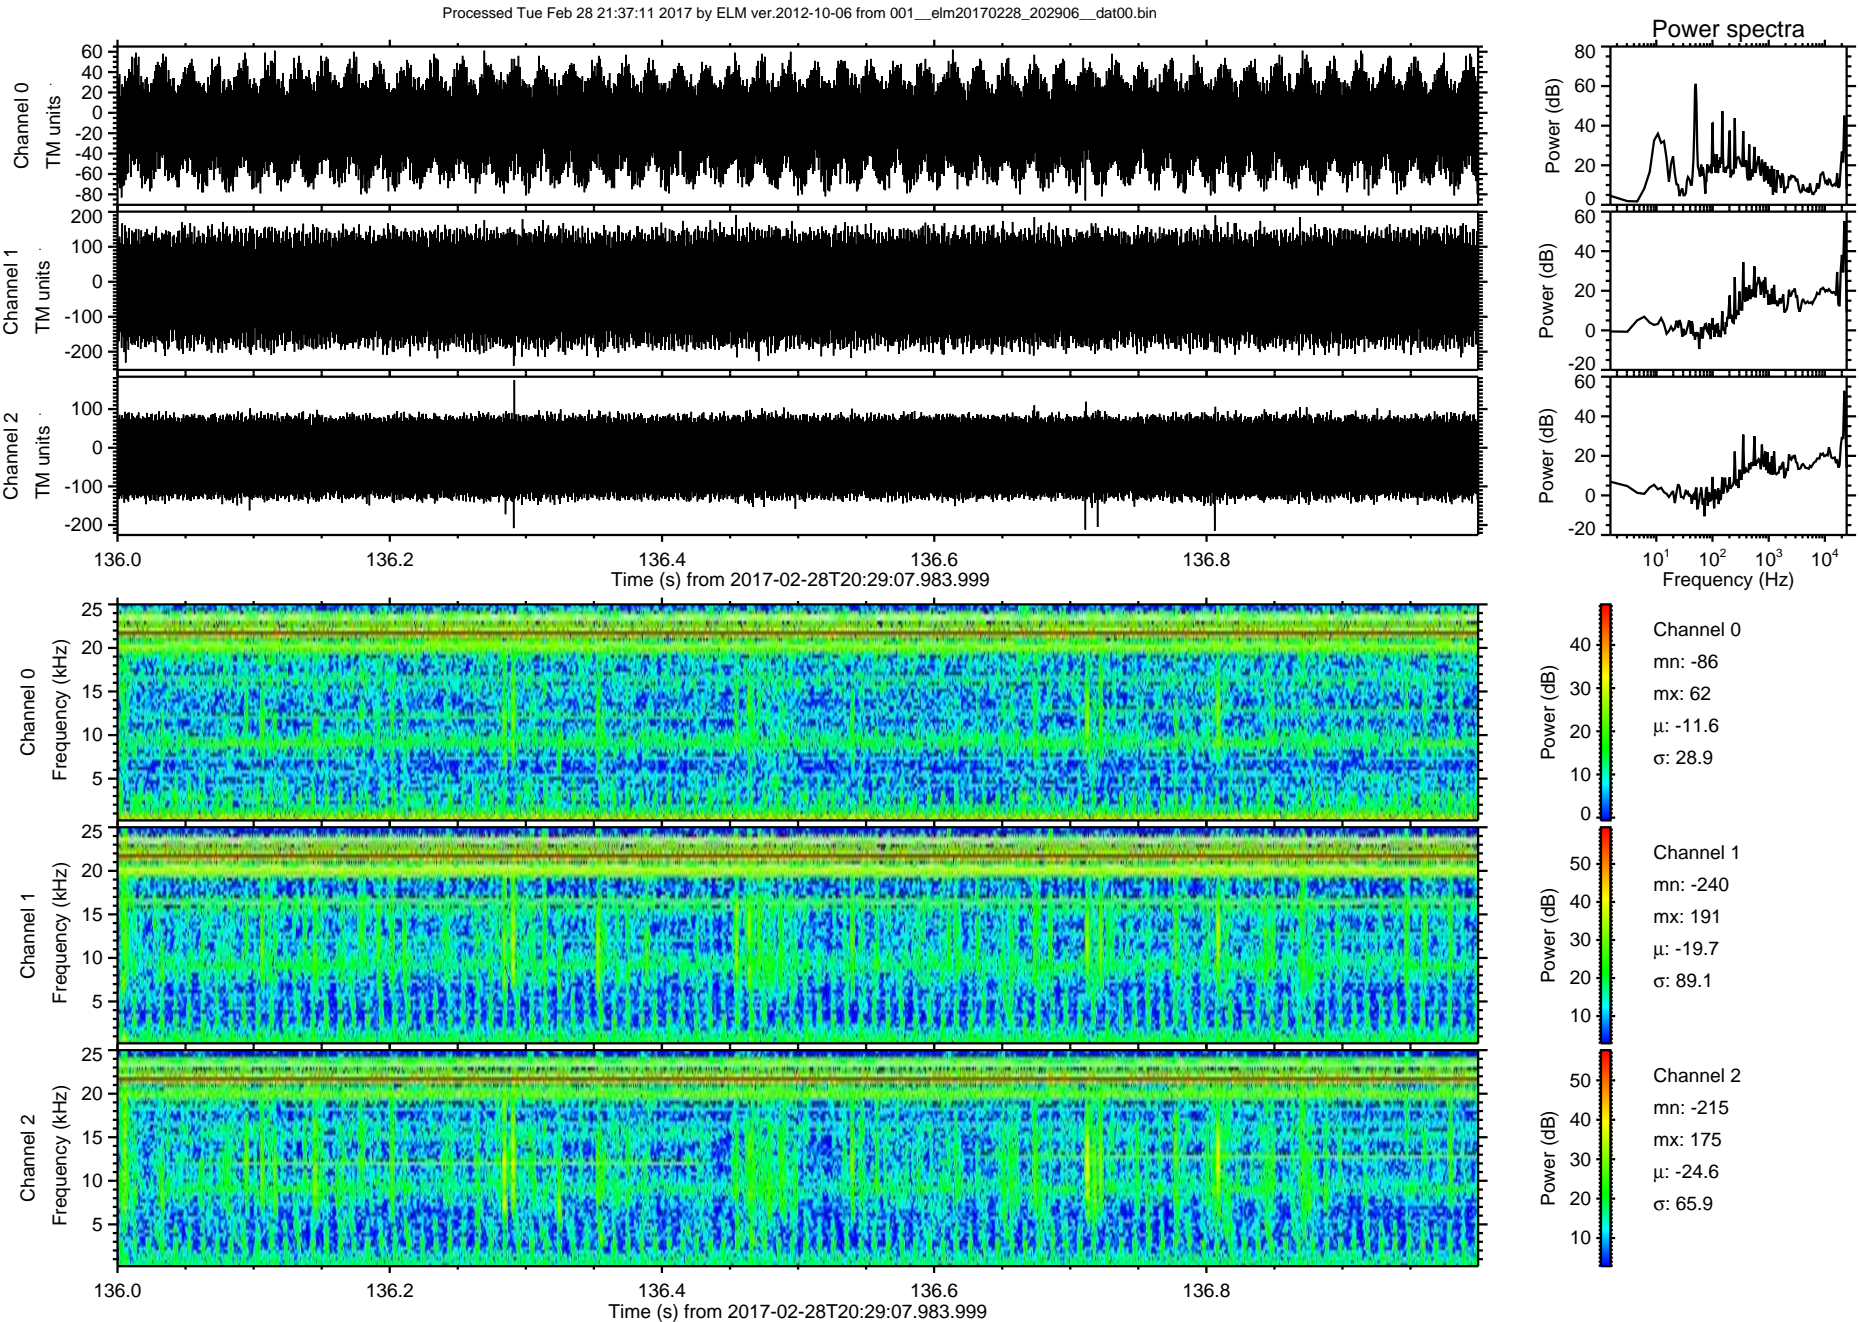 Processed Tue Feb 28 21:37:11 2017 by ELM ver.2012-10-06 from 001__elm20170228_202906__dat00.bin
Power spectra
Channel 0
TM units
60
40
20
0
-20
-40
-60
-80
Power (dB)
80
60
40
20
0
Channel 1
TM units
200
100
0
-100
-200
Power (dB)
60
40
20
0
-20
Channel 2
TM units
100
0
-100
-200
Power (dB)
60
40
20
0
-20
136.0 136.2 136.4 136.6 136.8
Time (s) from 2017-02-28T20:29:07.983.999
10¹ 10² 10³ 10⁴
Frequency (Hz)
Channel 0
Frequency (kHz)
25
20
15
10
5
Power (dB)
40
30
20
10
0
Channel 0
mn: -86
mx: 62
μ: -11.6
σ: 28.9
Channel 1
Frequency (kHz)
25
20
15
10
5
Power (dB)
50
40
30
20
10
Channel 1
mn: -240
mx: 191
μ: -19.7
σ: 89.1
Channel 2
Frequency (kHz)
25
20
15
10
5
Power (dB)
50
40
30
20
10
Channel 2
mn: -215
mx: 175
μ: -24.6
σ: 65.9
136.0 136.2 136.4 136.6 136.8
Time (s) from 2017-02-28T20:29:07.983.999